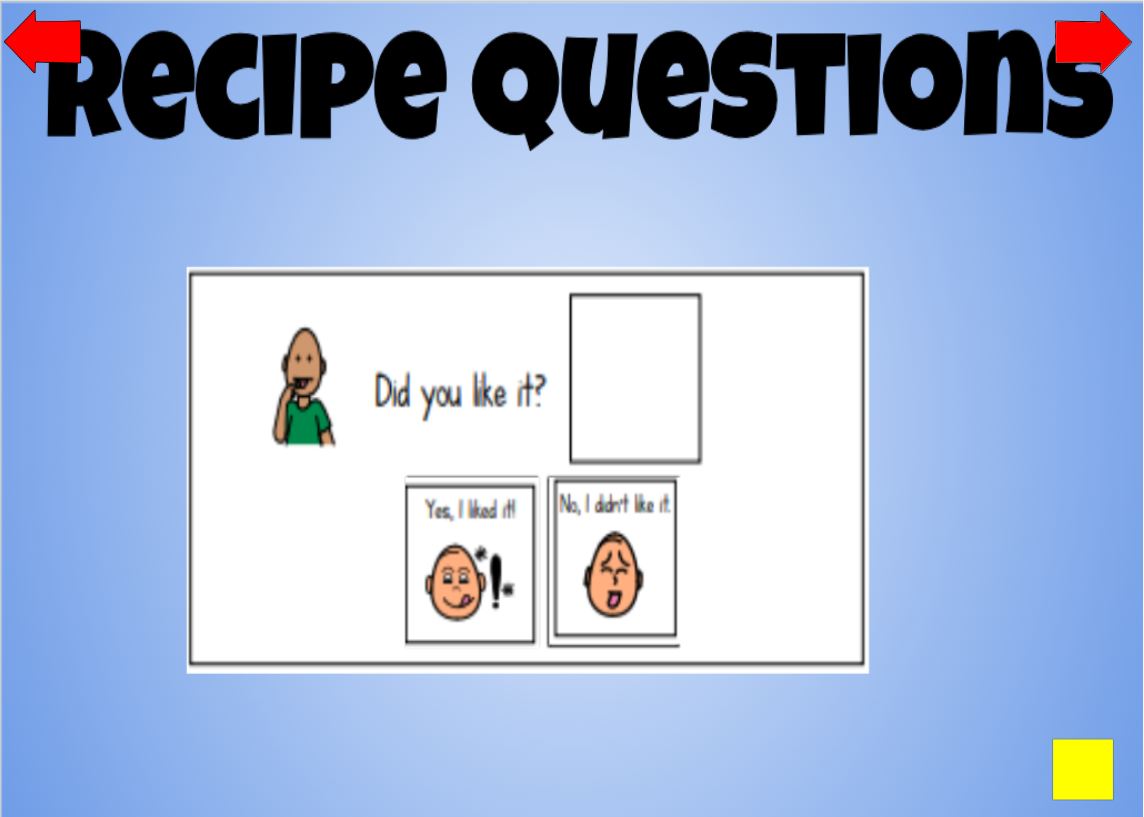 Recipe Questions
Did you like it?
Yes, I liked it!
No, I didn't like it.